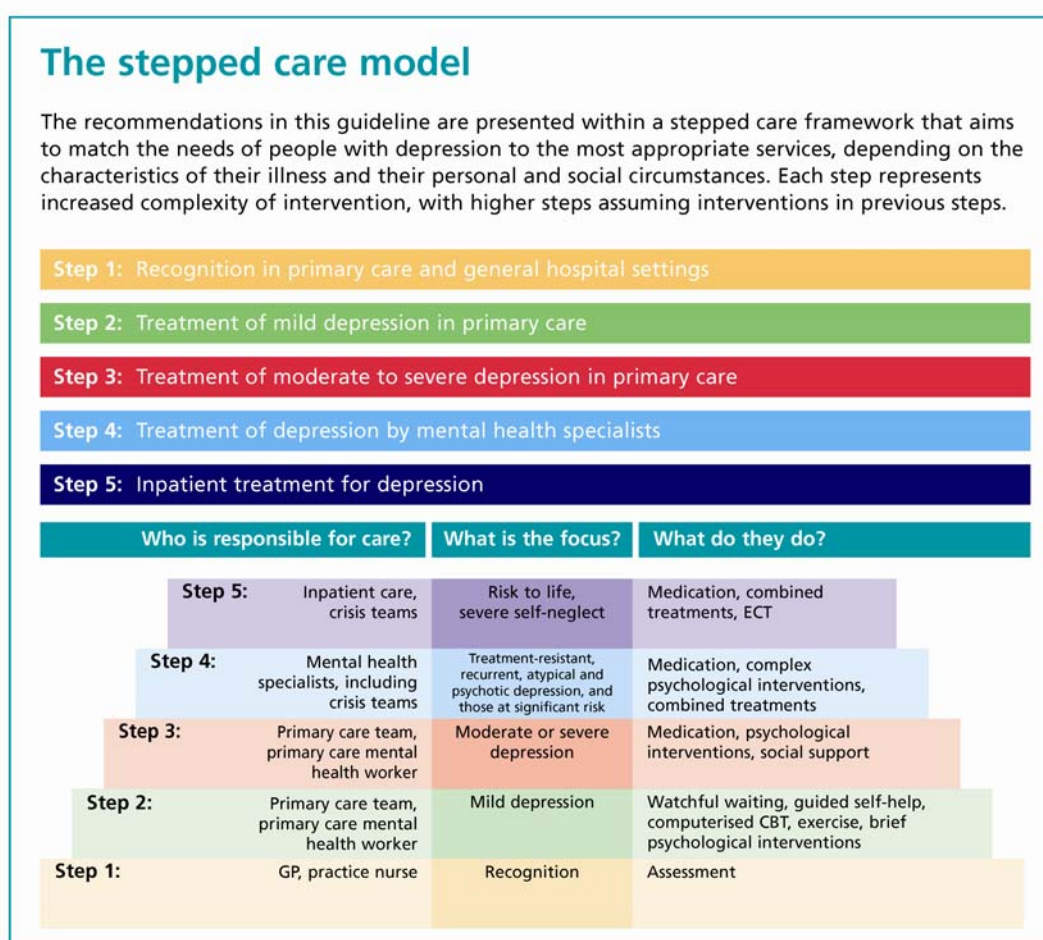 The stepped care model
The recommendations in this guideline are presented within a stepped care framework that aims
to match the needs of people with depression to the most appropriate services, depending on the
characteristics of their illness and their personal and social circumstances. Each step represents
increased complexity of intervention, with higher steps assuming interventions in previous steps.
Step 1: Recognition in primary care and general hospital settings
Step 2: Treatment of mild depression in primary care
Step 3: Treatment of moderate to severe depression in primary care
Step 4: Treatment of depression by mental health specialists
Step 5: Inpatient treatment for depression
Who is responsible for care? What is the focus? What do they do?
Step 5:
Inpatient care,
crisis teams
Risk to life,
severe self-neglect
Medication, combined
treatments, ECT
Step 4:
Mental health
specialists, including
crisis teams
Treatment-resistant,
recurrent, atypical and
psychotic depression, and
those at significant risk
Medication, complex
psychological interventions,
combined treatments
Step 3:
Primary care team,
primary care mental
health worker
Moderate or severe
depression
Medication, psychological
interventions, social support
Step 2:
Primary care team,
primary care mental
health worker
Mild depression
Watchful waiting, guided self-help,
computerised CBT, exercise, brief
psychological interventions
Step 1:
GP, practice nurse
Recognition
Assessment